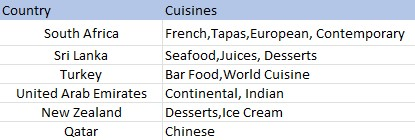 Country Cuisines
South Africa French,Tapas,European, Contemporary
Sri Lanka Seafood,Juices, Desserts
Turkey Bar Food,World Cuisine
United Arab Emirates Continental, Indian
New Zealand Desserts,Ice Cream
Qatar Chinese